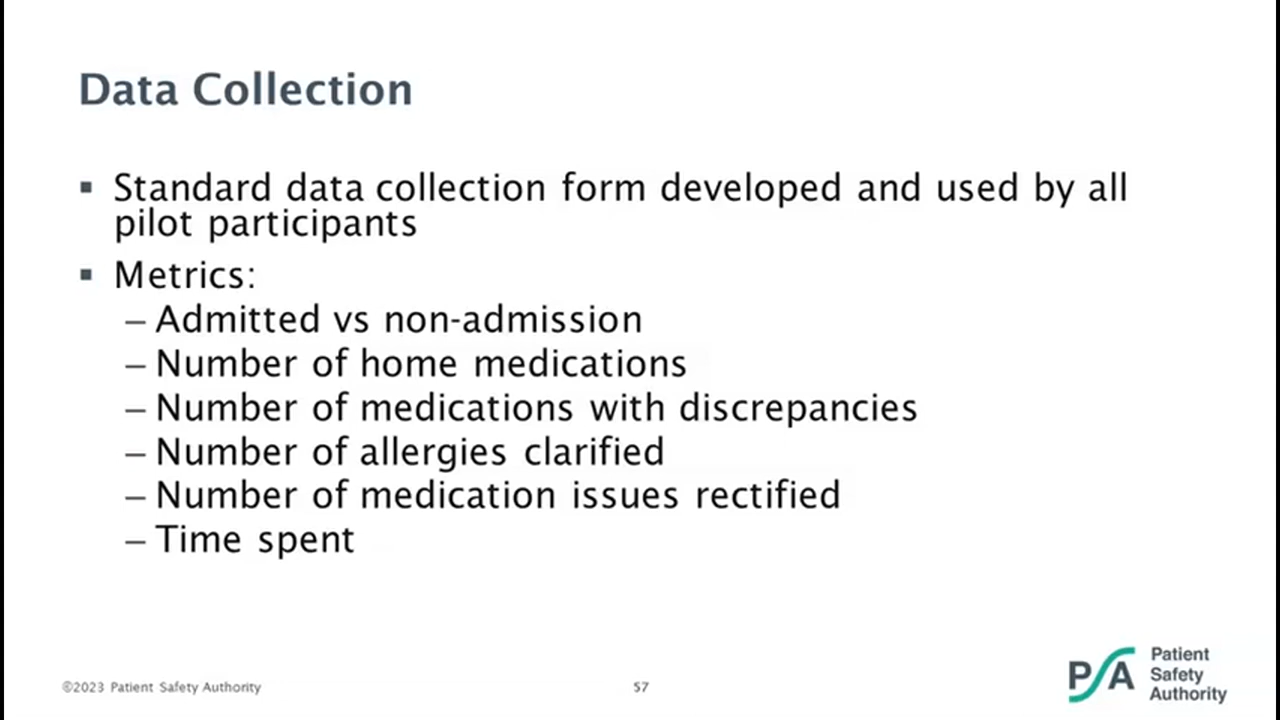 Data Collection
▪ Standard data collection form developed and used by all
pilot participants
▪ Metrics:
– Admitted vs non-admission
– Number of home medications
– Number of medications with discrepancies
– Number of allergies clarified
– Number of medication issues rectified
– Time spent
©2023 Patient Safety Authority
57
PSA
Patient
Safety
Authority